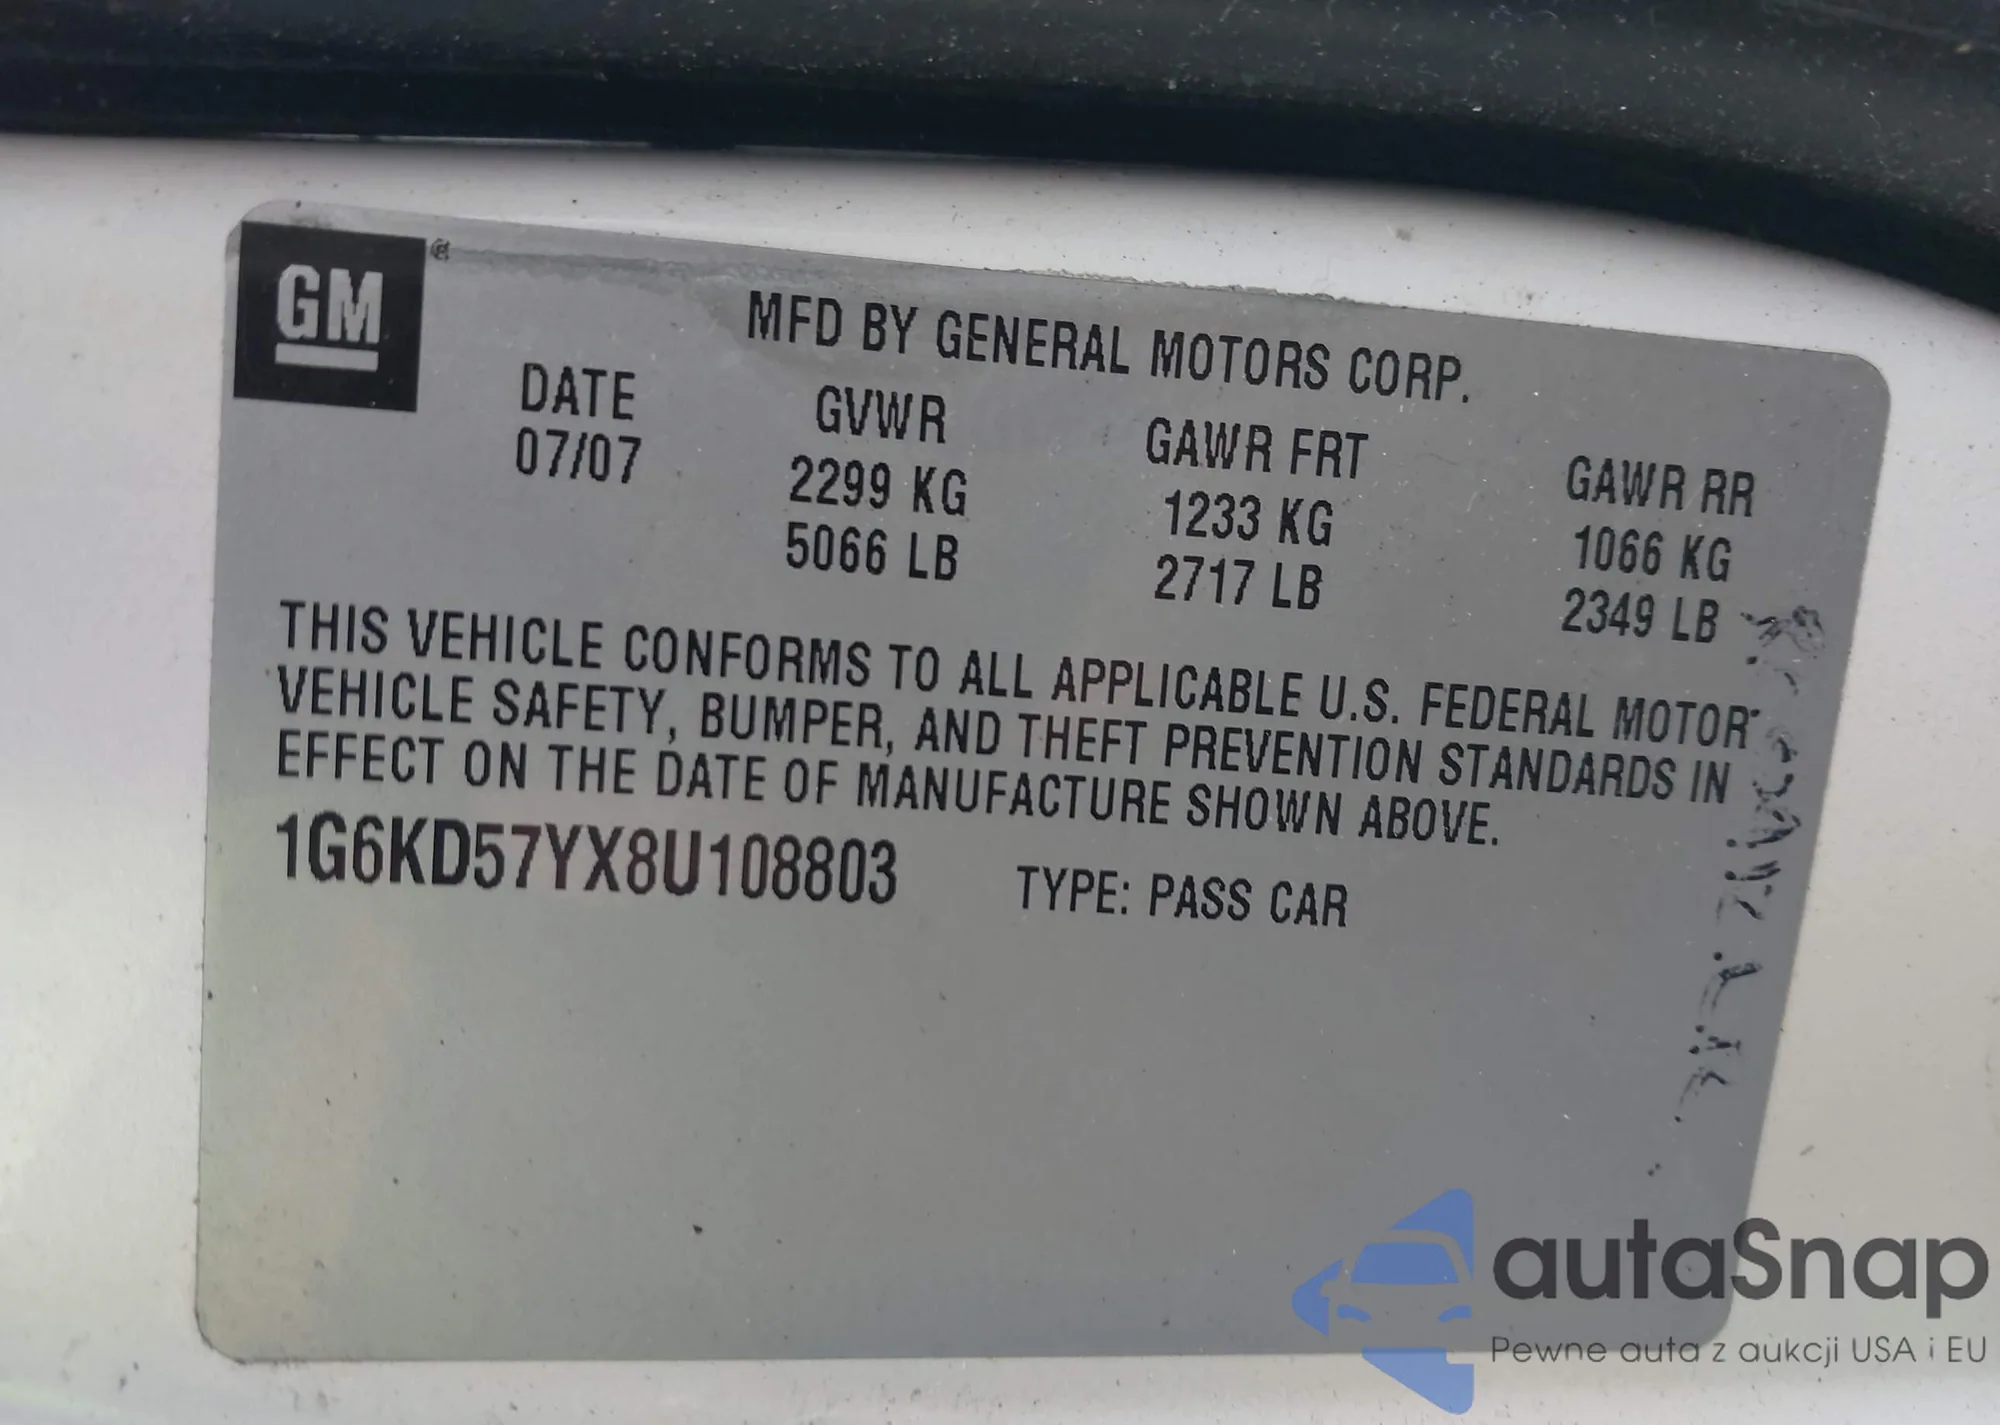 GM ®
MFD BY GENERAL MOTORS CORP.
DATE GVWR GAWR FRT GAWR RR
07/07 2299 KG 1233 KG 1066 KG
5066 LB 2717 LB 2349 LB
THIS VEHICLE CONFORMS TO ALL APPLICABLE U.S. FEDERAL MOTOR
VEHICLE SAFETY, BUMPER, AND THEFT PREVENTION STANDARDS IN
EFFECT ON THE DATE OF MANUFACTURE SHOWN ABOVE.
1G6KD57YX8U108803 TYPE: PASS CAR
autaSnap
Pewne auta z aukcji USA i EU